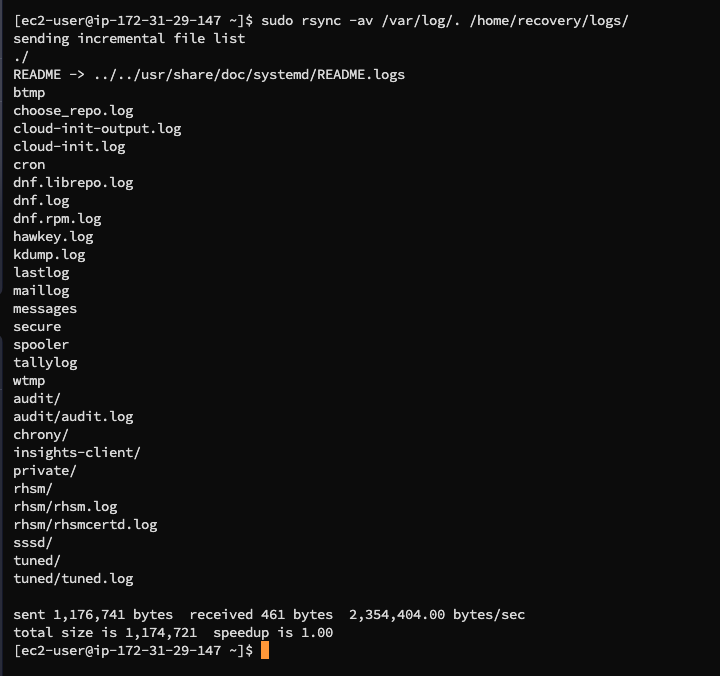 [ec2-user@ip-172-31-29-147 ~]$ sudo rsync -av /var/log/. /home/recovery/logs/
sending incremental file list
./
README -> ../../usr/share/doc/systemd/README.logs
btmp
choose_repo.log
cloud-init-output.log
cloud-init.log
cron
dnf.librepo.log
dnf.log
dnf.rpm.log
hawkey.log
kdump.log
lastlog
maillog
messages
secure
spooler
tallylog
wtmp
audit/
audit/audit.log
chrony/
insights-client/
private/
rhsm/
rhsm/rhsm.log
rhsm/rhsmcertd.log
sssd/
tuned/
tuned/tuned.log

sent 1,176,741 bytes  received 461 bytes  2,354,404.00 bytes/sec
total size is 1,174,721  speedup is 1.00
[ec2-user@ip-172-31-29-147 ~]$